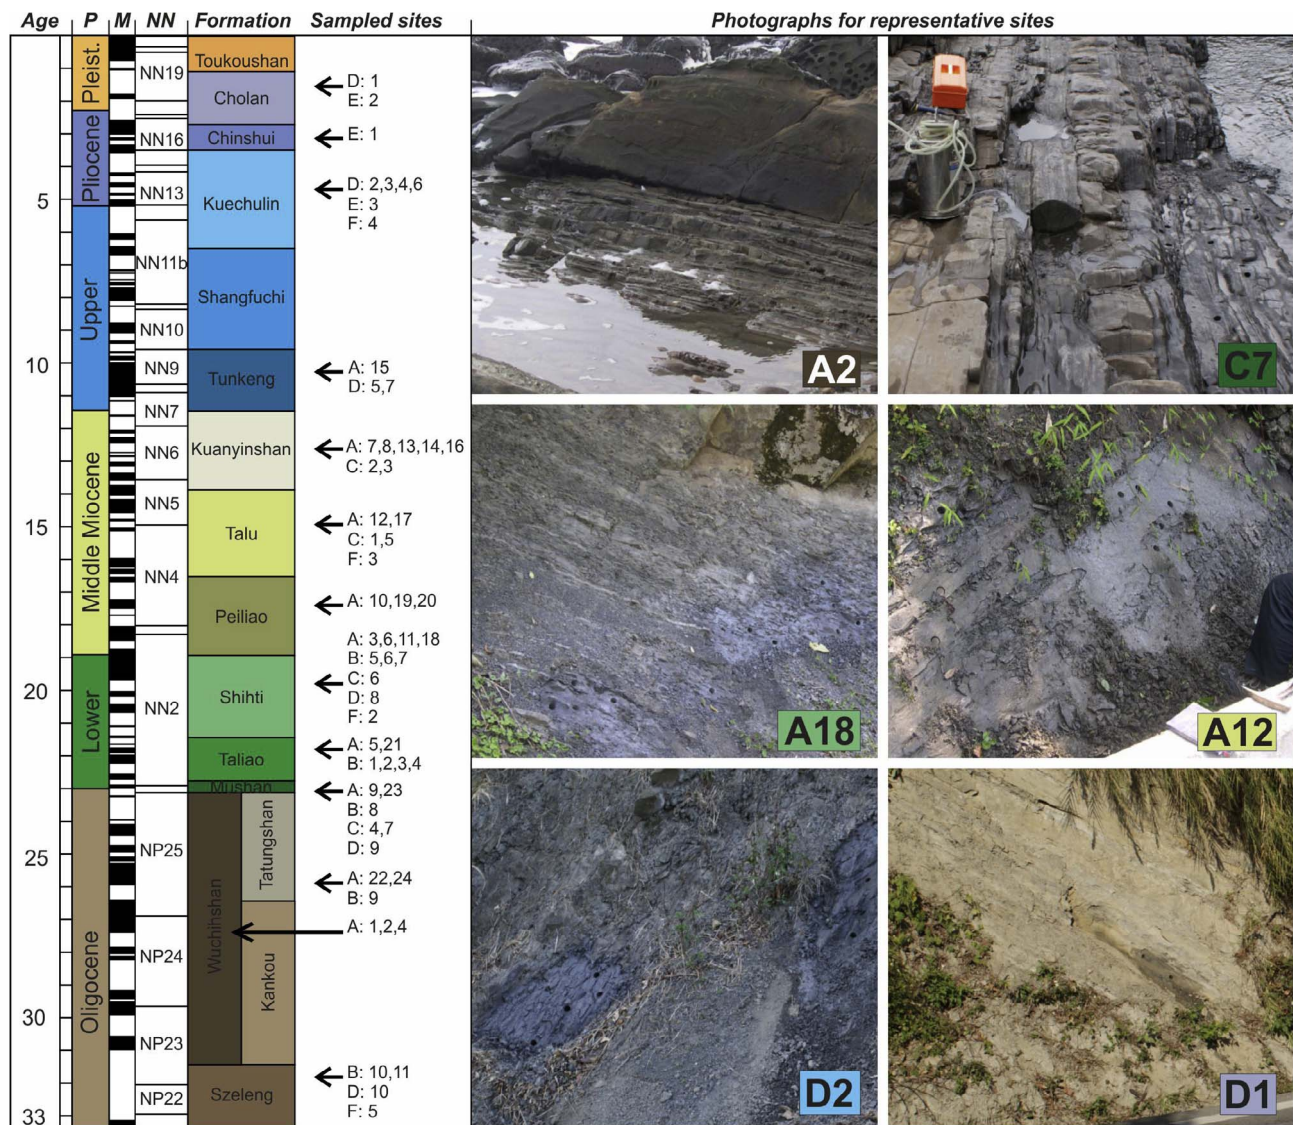 Age P M NN Formation Sampled sites Photographs for representative sites
Pleist.
Pliocene
Upper
Middle Miocene
Lower
Oligocene
5
10
15
20
25
30
33
NN19
NN16
NN13
NN11b
NN10
NN9
NN7
NN6
NN5
NN4
NN2
NP25
NP24
NP23
NP22
Toukoushan
Cholan
Chinshui
Kuechulin
Shangfuchi
Tunkeng
Kuanyinshan
Talu
Peiliao
Shihti
Taliao
Mushan
Wuchihshan
Tatungshan
Kankou
Szeleng
D: 1
E: 2
E: 1
D: 2,3,4,6
E: 3
F: 4
A: 15
D: 5,7
A: 7,8,13,14,16
C: 2,3
A: 12,17
C: 1,5
F: 3
A: 10,19,20
A: 3,6,11,18
B: 5,6,7
C: 6
D: 8
F: 2
A: 5,21
B: 1,2,3,4
A: 9,23
B: 8
C: 4,7
D: 9
A: 22,24
B: 9
A: 1,2,4
B: 10,11
D: 10
F: 5
A2
C7
A18
A12
D2
D1